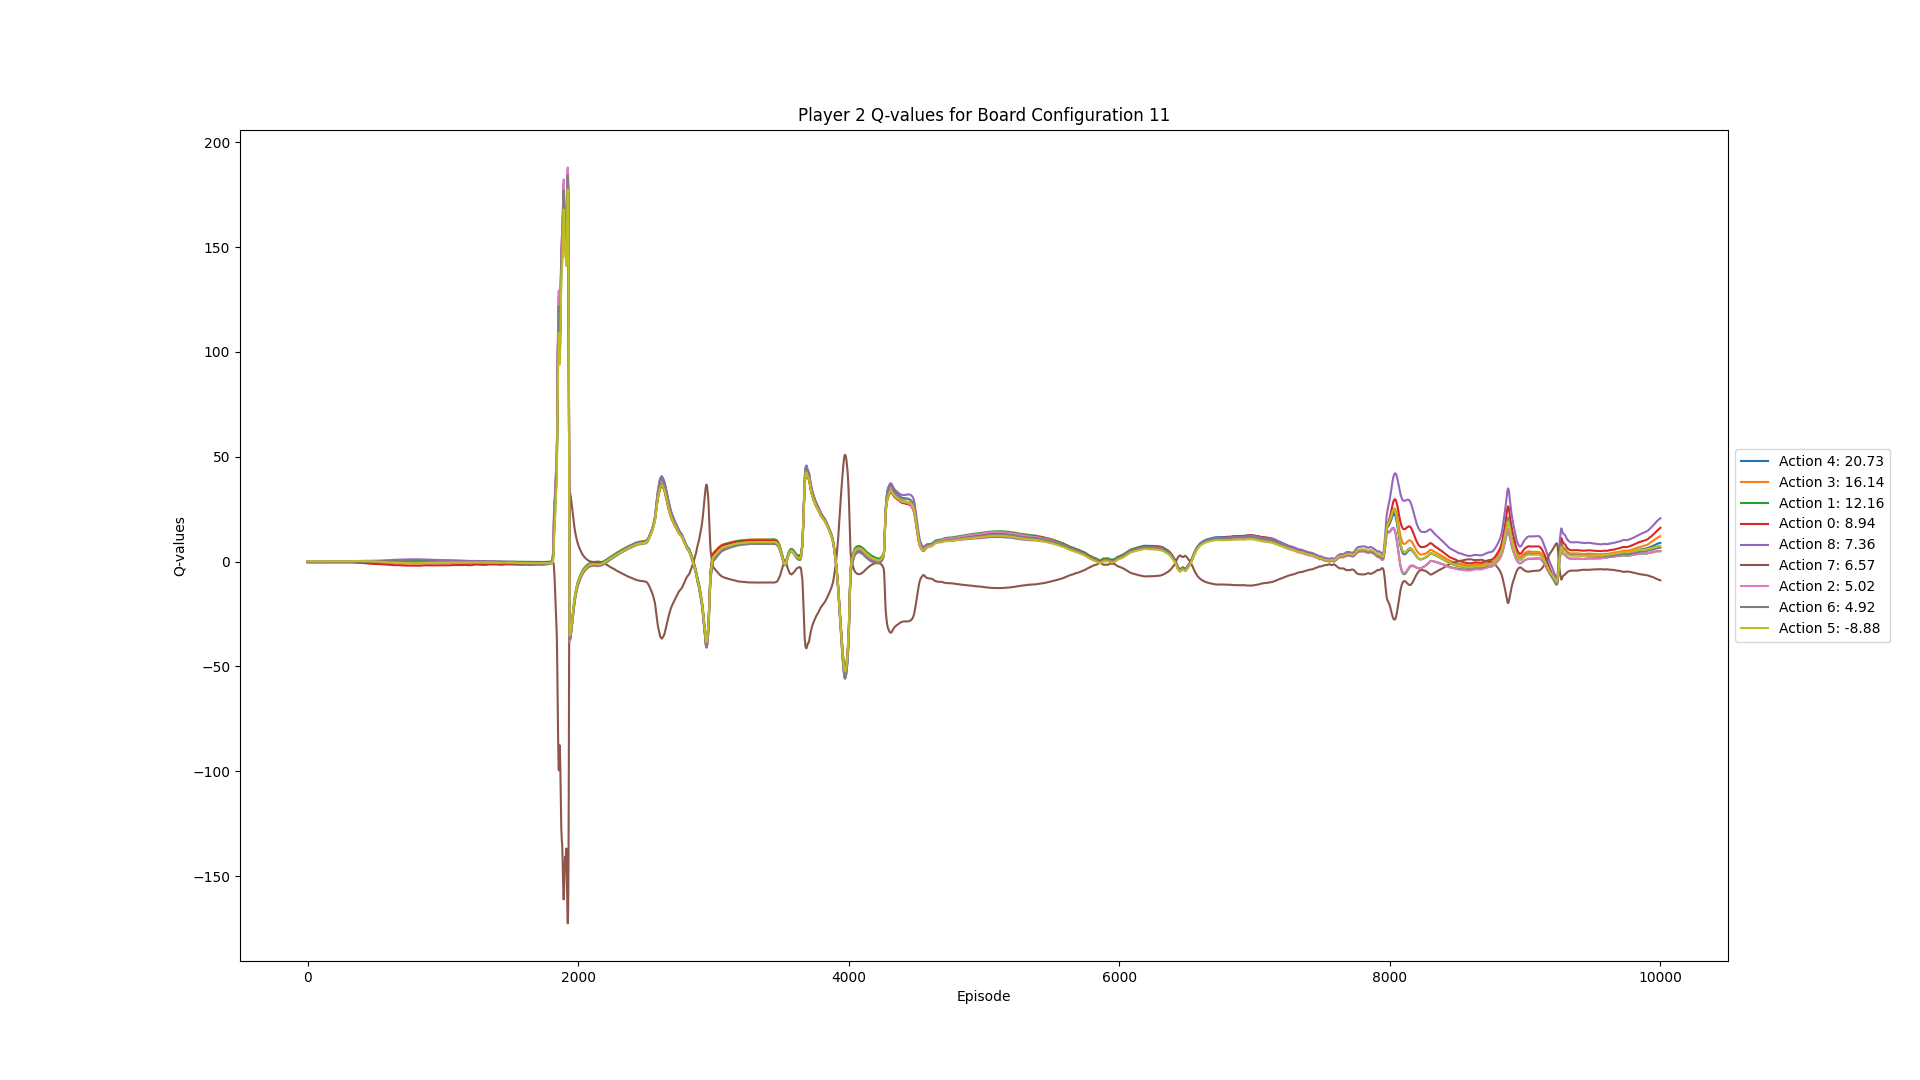 Player 2 Q-values for Board Configuration 11
200
150
100
50
0
−50
−100
−150
Q-values
0
2000
4000
6000
8000
10000
Episode
Action 4: 20.73
Action 3: 16.14
Action 1: 12.16
Action 0: 8.94
Action 8: 7.36
Action 7: 6.57
Action 2: 5.02
Action 6: 4.92
Action 5: -8.88